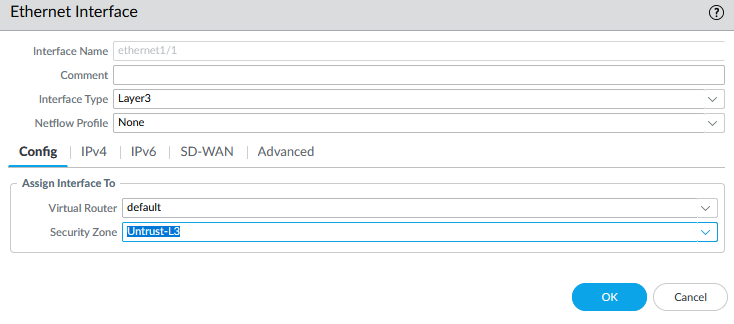 Ethernet Interface ?
Interface Name ethernet1/1
Comment
Interface Type Layer3
Netflow Profile None
Config IPv4 IPv6 SD-WAN Advanced
Assign Interface To
Virtual Router default
Security Zone Untrust-L3
OK Cancel